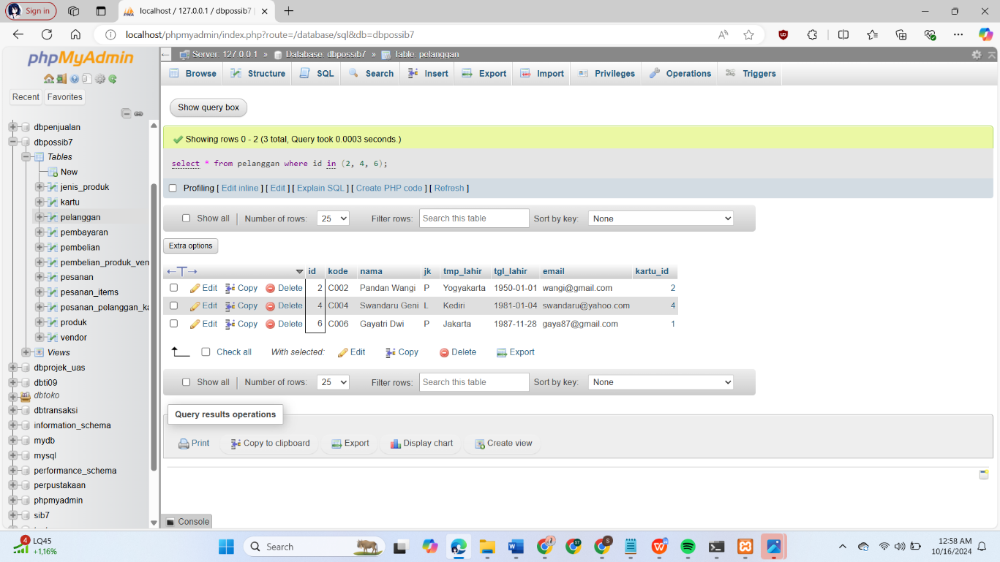 Sign in
localhost / 127.0.0.1 / dbpossib7
localhost/phpmyadmin/index.php?route=/database/sql&db=dbpossib7
phpMyAdmin
Recent Favorites
dbpenjualan
dbpossib7
Tables
New
jenis_produk
kartu
pelanggan
pembayaran
pembelian
pembelian_produk_ven
pesanan
pesanan_items
pesanan_pelanggan_ka
produk
vendor
Views
dbprojek_uas
dbti09
dbtoko
dbtransaksi
information_schema
mydb
mysql
performance_schema
perpustakaan
phpmyadmin
sib7
Server: 127.0.0.1 » Database: dbpossib7 » Table: pelanggan
Browse Structure SQL Search Insert Export Import Privileges Operations Triggers
Show query box
Showing rows 0 - 2 (3 total, Query took 0.0003 seconds.)
select * from pelanggan where id in (2, 4, 6);
Profiling [ Edit inline ] [ Edit ] [ Explain SQL ] [ Create PHP code ] [ Refresh ]
Show all | Number of rows: 25 Filter rows: Search this table Sort by key: None
Extra options
←T→ id kode nama jk tmp_lahir tgl_lahir email kartu_id
Edit Copy Delete 2 C002 Pandan Wangi P Yogyakarta 1950-01-01 wangi@gmail.com 2
Edit Copy Delete 4 C004 Swandaru Geni L Kediri 1981-01-04 swandaru@yahoo.com 4
Edit Copy Delete 6 C006 Gayatri Dwi P Jakarta 1987-11-28 gaya87@gmail.com 1
Check all With selected: Edit Copy Delete Export
Show all | Number of rows: 25 Filter rows: Search this table Sort by key: None
Query results operations
Print Copy to clipboard Export Display chart Create view
Console
4
LQ45
+1,16%
Search
12:58 AM
10/16/2024